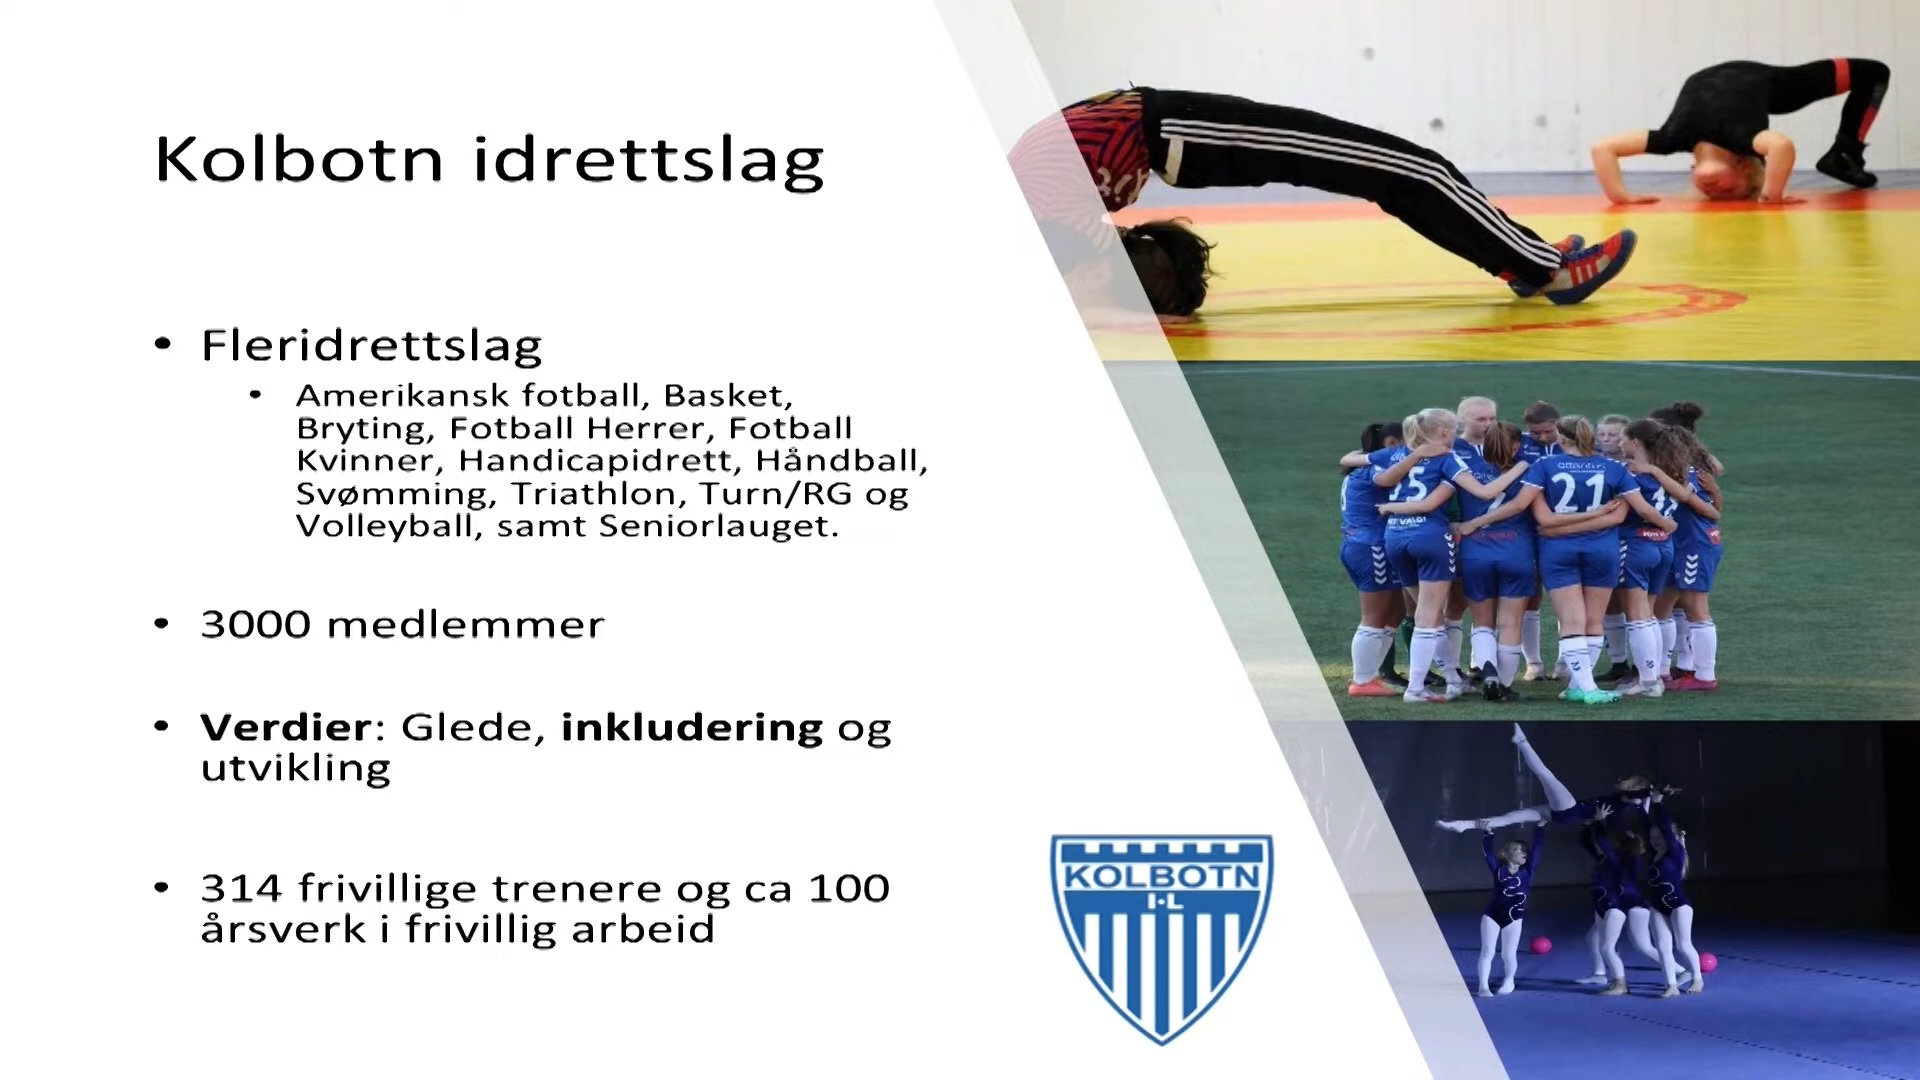 Kolbotn idrettslag
• Fleridrettslag
• Amerikansk fotball, Basket,
Bryting, Fotball Herrer, Fotball
Kvinner, Handicapidrett, Håndball,
Svømming, Triathlon, Turn/RG og
Volleyball, samt Seniorlauget.
• 3000 medlemmer
• Verdier: Glede, inkludering og
utvikling
• 314 frivillige trenere og ca 100
årsverk i frivillig arbeid
KOLBOTN
I·L
21